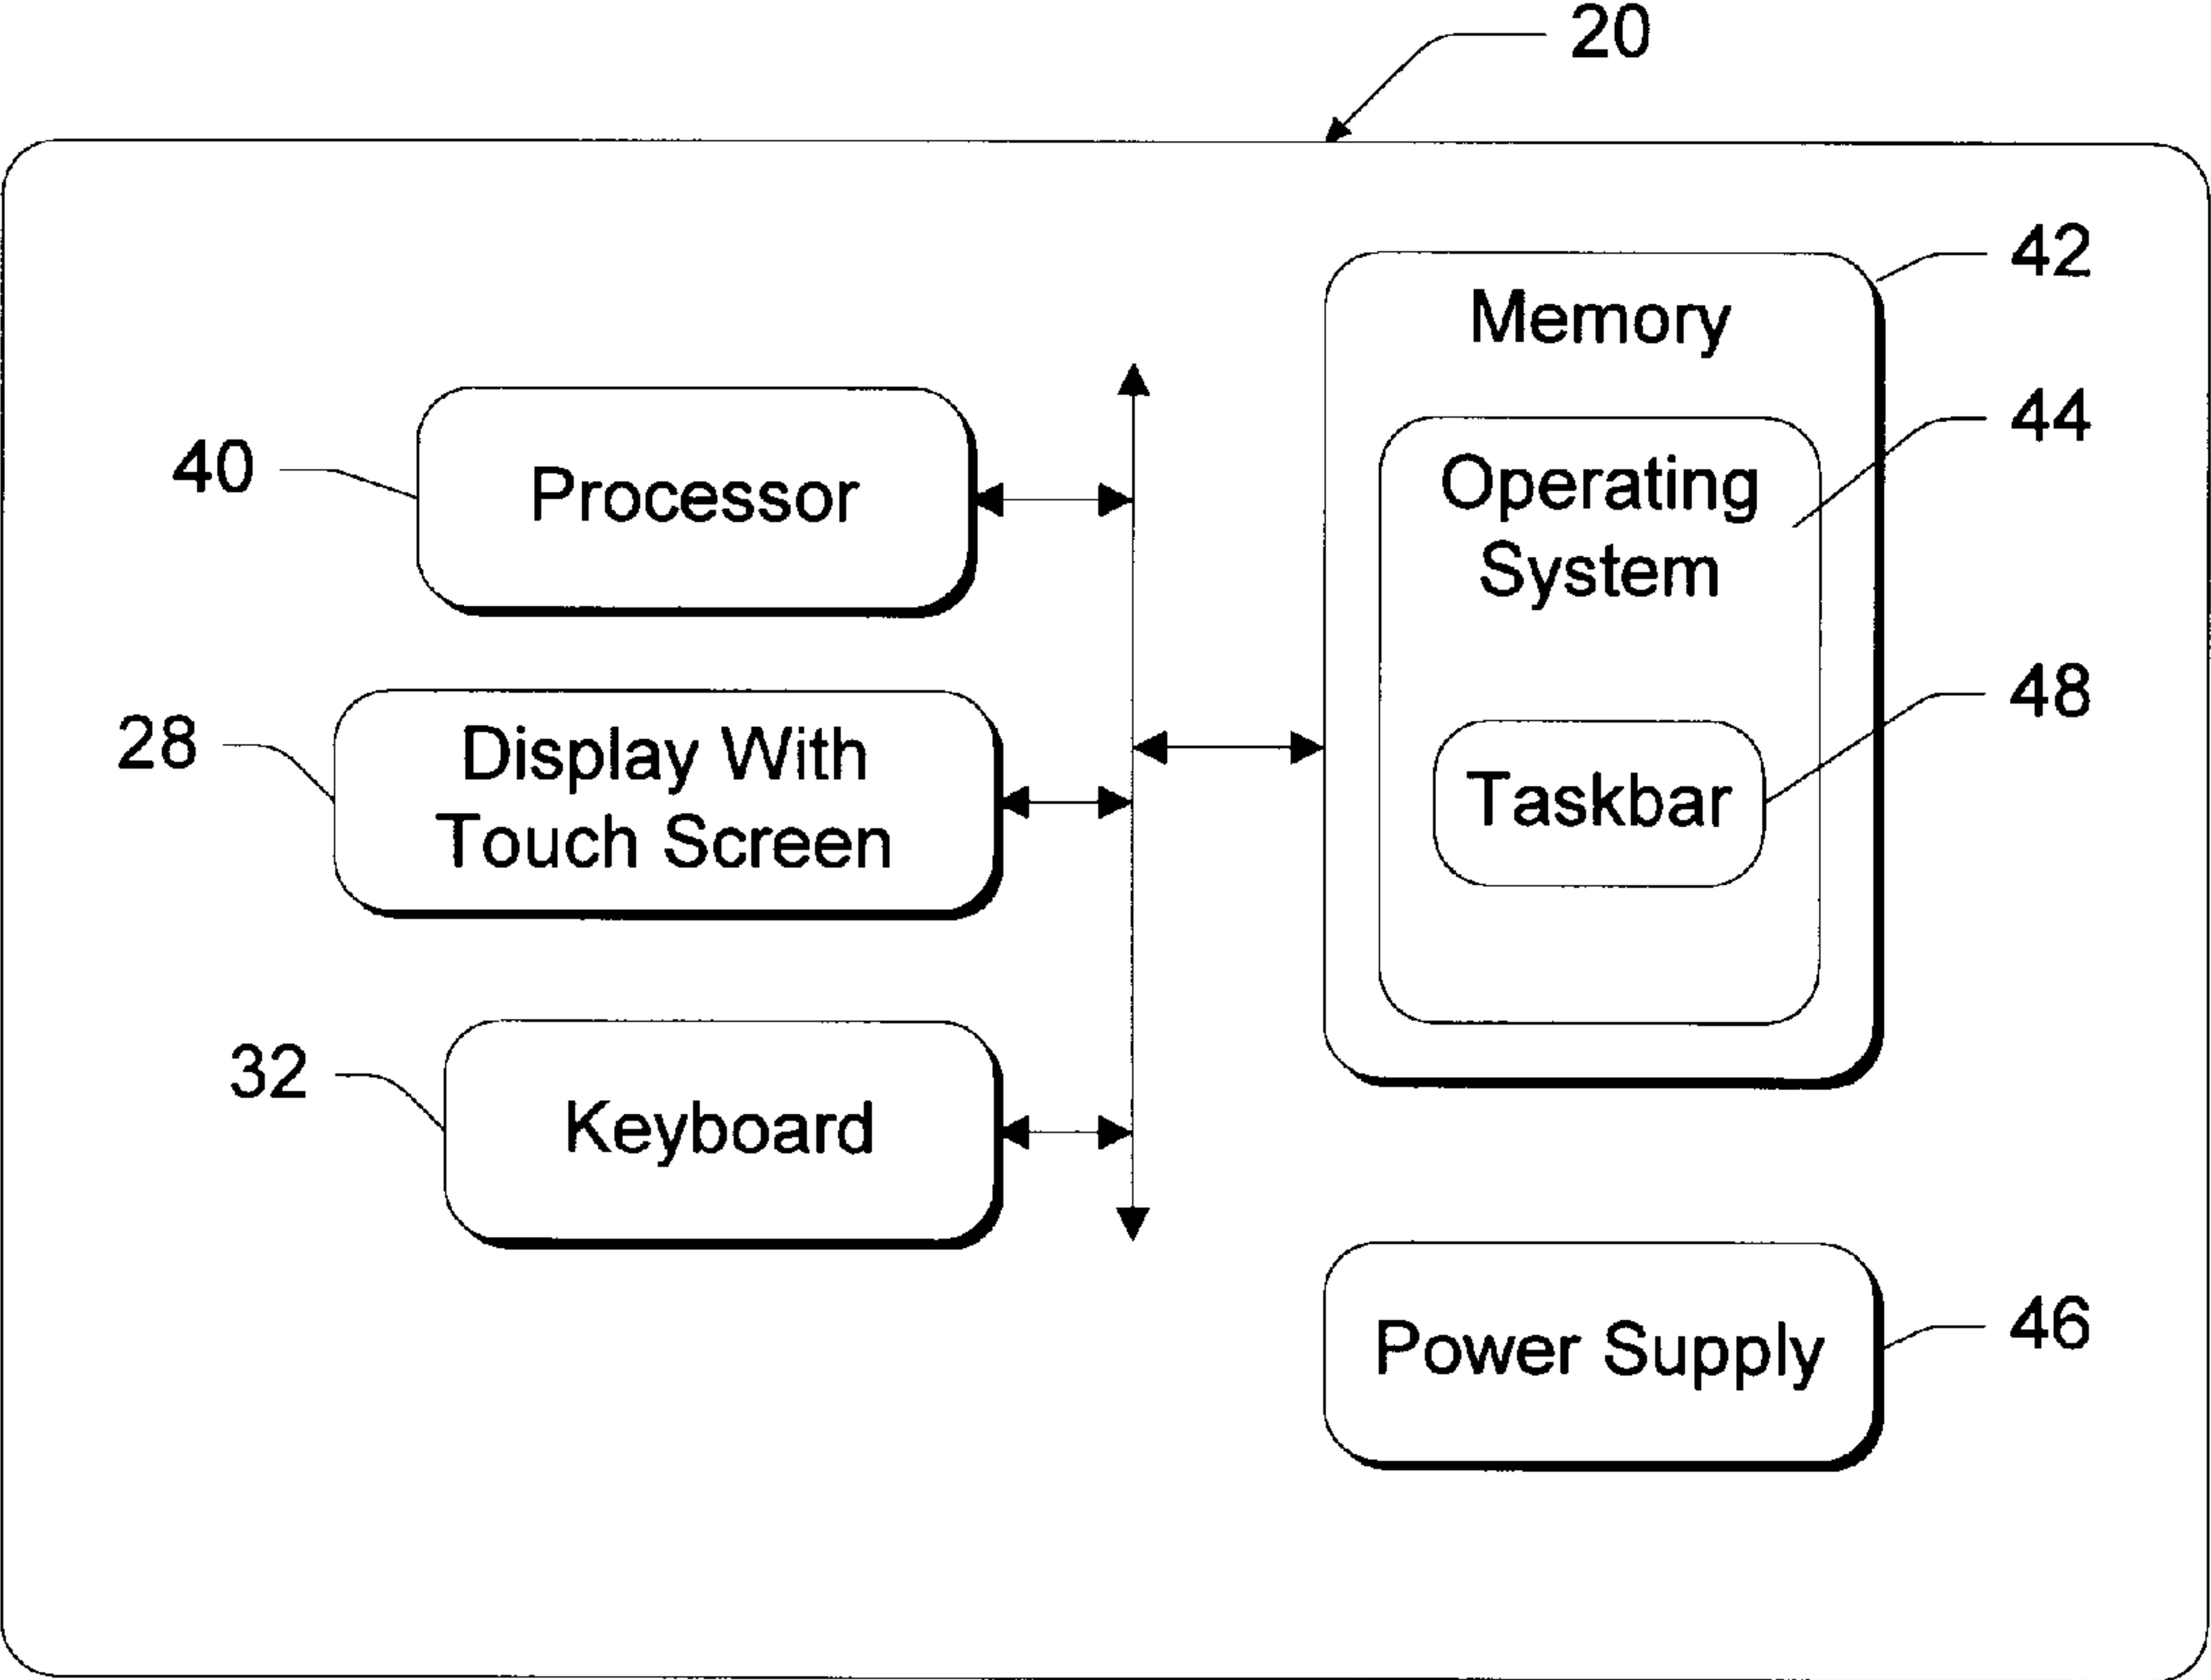 20
42
Memory
44
Operating
System
40
Processor
48
Taskbar
28
Display With
Touch Screen
32
Keyboard
46
Power Supply